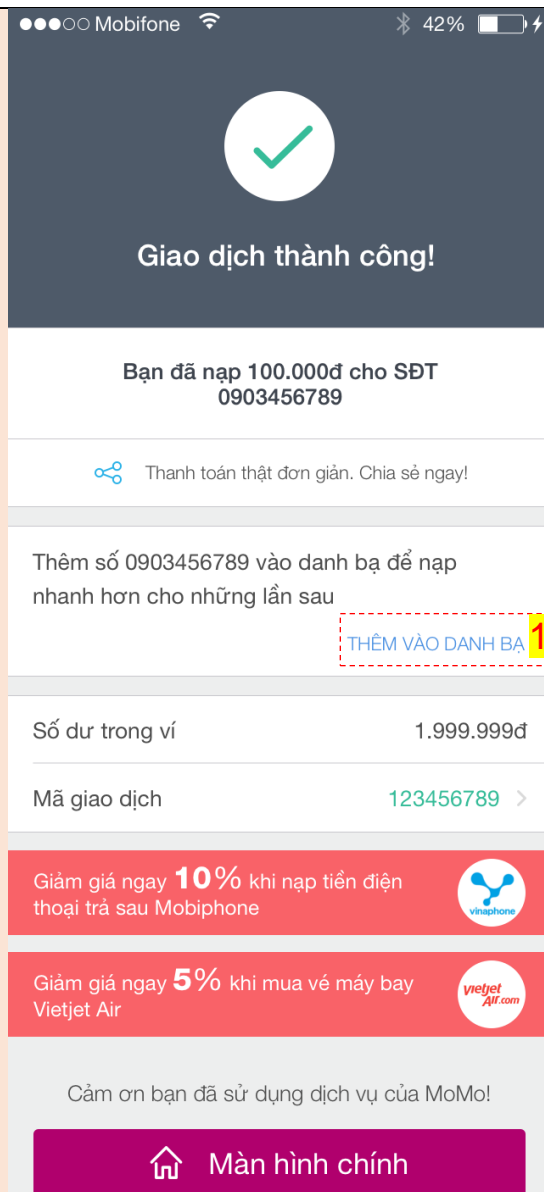 Mobifone 42%
Giao dịch thành công!
Bạn đã nạp 100.000đ cho SĐT
0903456789
Thanh toán thật đơn giản. Chia sẻ ngay!
Thêm số 0903456789 vào danh bạ để nạp
nhanh hơn cho những lần sau
THÊM VÀO DANH BẠ 1
Số dư trong ví 1.999.999đ
Mã giao dịch 123456789
Giảm giá ngay 10% khi nạp tiền điện
thoại trả sau Mobiphone
vinaphone
Giảm giá ngay 5% khi mua vé máy bay
Vietjet Air
vietjet
Air.com
Cảm ơn bạn đã sử dụng dịch vụ của MoMo!
Màn hình chính